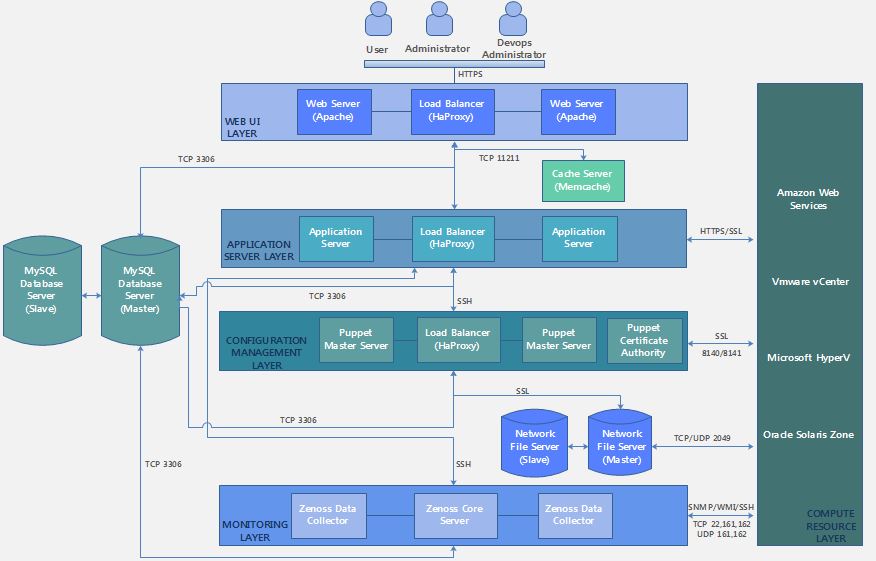 User
Administrator
Devops
Administrator
HTTPS
WEB UI
LAYER
Web Server
(Apache)
Load Balancer
(HaProxy)
Web Server
(Apache)
TCP 3306
TCP 11211
Cache Server
(Memcache)
APPLICATION
SERVER LAYER
Application
Server
Load Balancer
(HaProxy)
Application
Server
HTTPS/SSL
MySQL
Database
Server
(Slave)
MySQL
Database
Server
(Master)
TCP 3306
SSH
CONFIGURATION
MANAGEMENT
LAYER
Puppet
Master Server
Load Balancer
(HaProxy)
Puppet
Master Server
Puppet
Certificate
Authority
SSL
8140/8141
SSL
TCP 3306
Network
File Server
(Slave)
Network
File Server
(Master)
TCP/UDP 2049
TCP 3306
SSH
MONITORING
LAYER
Zenoss Data
Collector
Zenoss Core
Server
Zenoss Data
Collector
SNMP/WMI/SSH
TCP 22,161,162
UDP 161,162
Amazon Web
Services
Vmware vCenter
Microsoft HyperV
Oracle Solaris Zone
COMPUTE
RESOURCE
LAYER